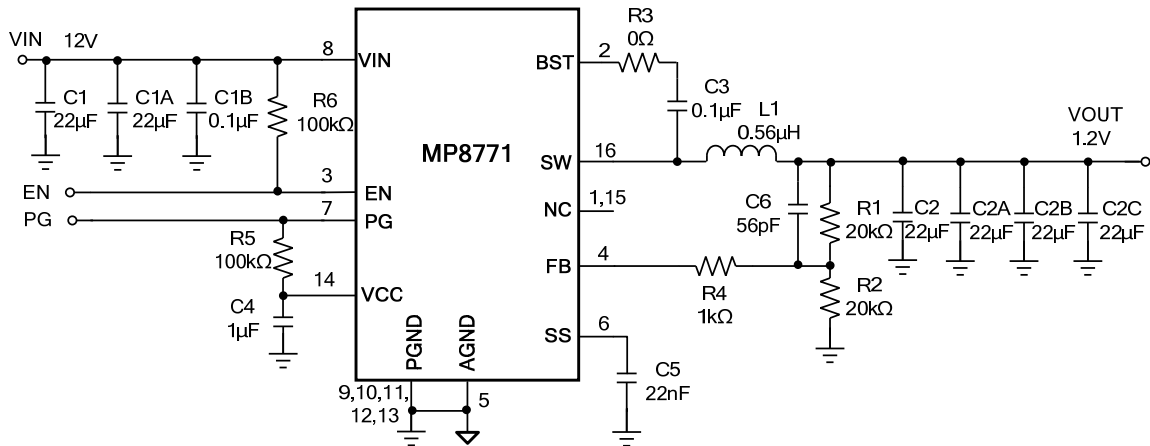 VIN 12V
8
VIN
C1
22µF
C1A
22µF
C1B
0.1µF
R6
100kΩ
EN
3
EN
PG
7
PG
R5
100kΩ
14
VCC
C4
1µF
MP8771
PGND
AGND
9,10,11,
12,13
5
BST
2
R3
0Ω
C3
0.1µF
L1
0.56µH
SW
16
NC
1,15
C6
56pF
R1
20kΩ
FB
4
R4
1kΩ
R2
20kΩ
SS
6
C5
22nF
C2
22µF
C2A
22µF
C2B
22µF
C2C
22µF
VOUT
1.2V